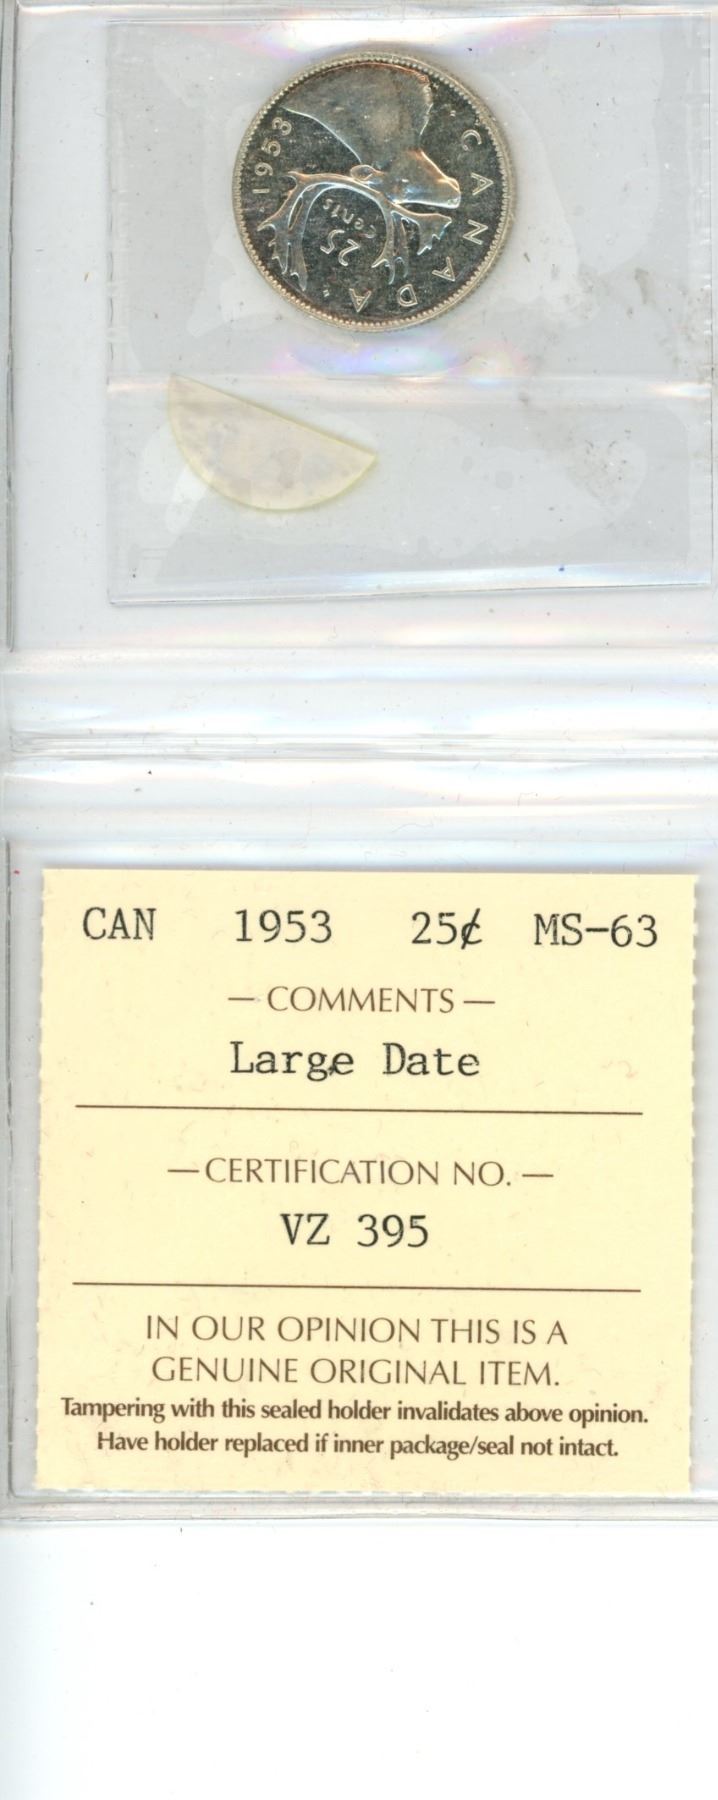 1953
CANADA
25
cents
CAN 1953 25¢ MS-63
— COMMENTS —
Large Date
— CERTIFICATION NO. —
VZ 395
IN OUR OPINION THIS IS A
GENUINE ORIGINAL ITEM.
Tampering with this sealed holder invalidates above opinion.
Have holder replaced if inner package/seal not intact.